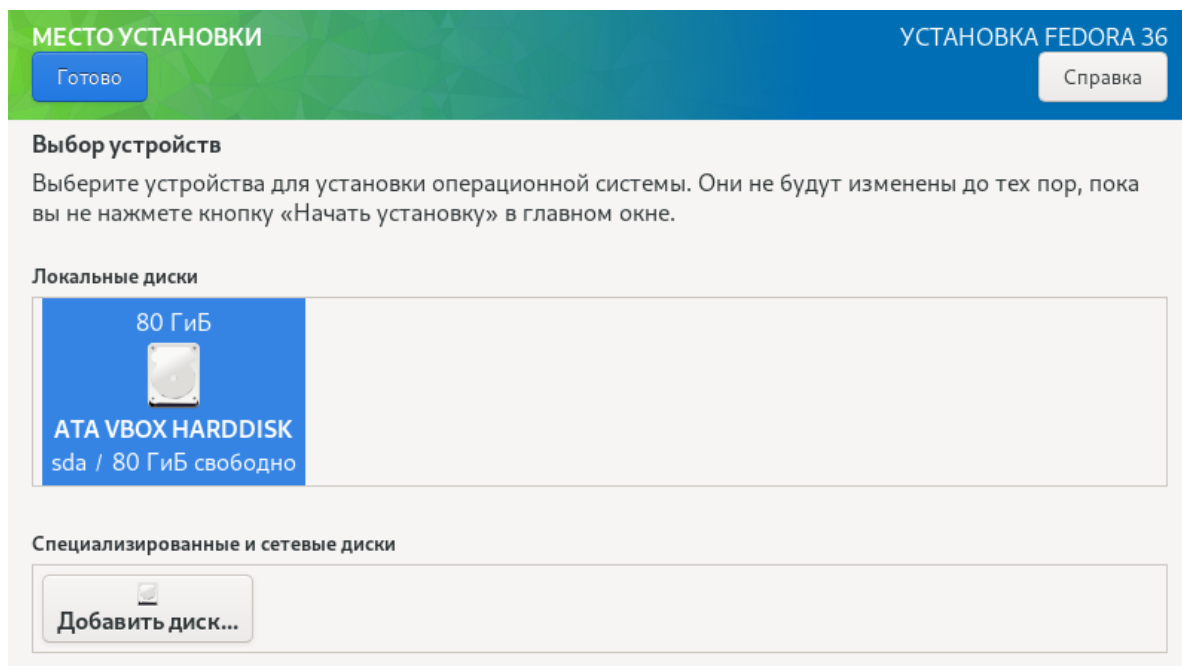 МЕСТО УСТАНОВКИ
УСТАНОВКА FEDORA 36
Готово
Справка
Выбор устройств
Выберите устройства для установки операционной системы. Они не будут изменены до тех пор, пока
вы не нажмете кнопку «Начать установку» в главном окне.
Локальные диски
80 ГиБ
ATA VBOX HARDDISK
sda / 80 ГиБ свободно
Специализированные и сетевые диски
Добавить диск...